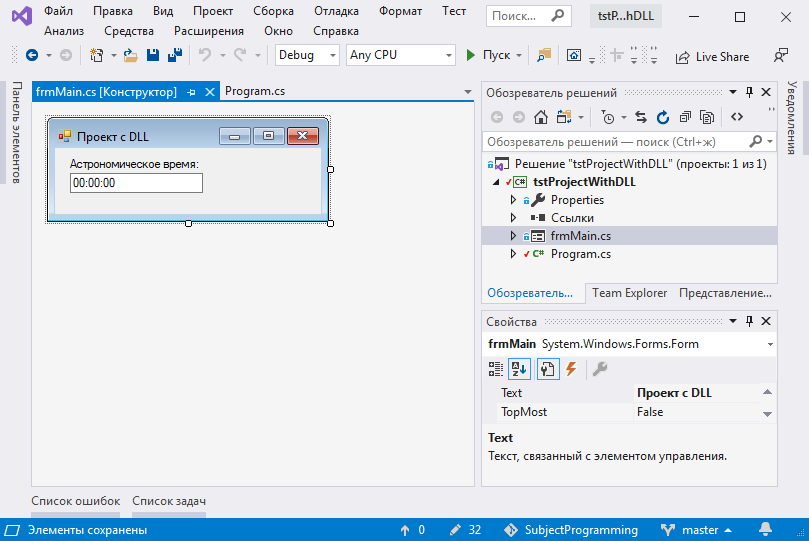 Файл Правка Вид Проект Сборка Отладка Формат Тест Поиск... tstP...hDLL
Анализ Средства Расширения Окно Справка
Debug Any CPU Пуск Live Share
Панель элементов
frmMain.cs [Конструктор] Program.cs
Проект с DLL
Астрономическое время:
00:00:00
Обозреватель решений
Обозреватель решений — поиск (Ctrl+ж)
Решение "tstProjectWithDLL" (проекты: 1 из 1)
C# tstProjectWithDLL
Properties
Ссылки
frmMain.cs
C# Program.cs
Обозреватель... Team Explorer Представление...
Уведомления
Свойства
frmMain System.Windows.Forms.Form
Text Проект с DLL
TopMost False
Text
Текст, связанный с элементом управления.
Список ошибок Список задач
Элементы сохранены 0 32 SubjectProgramming master